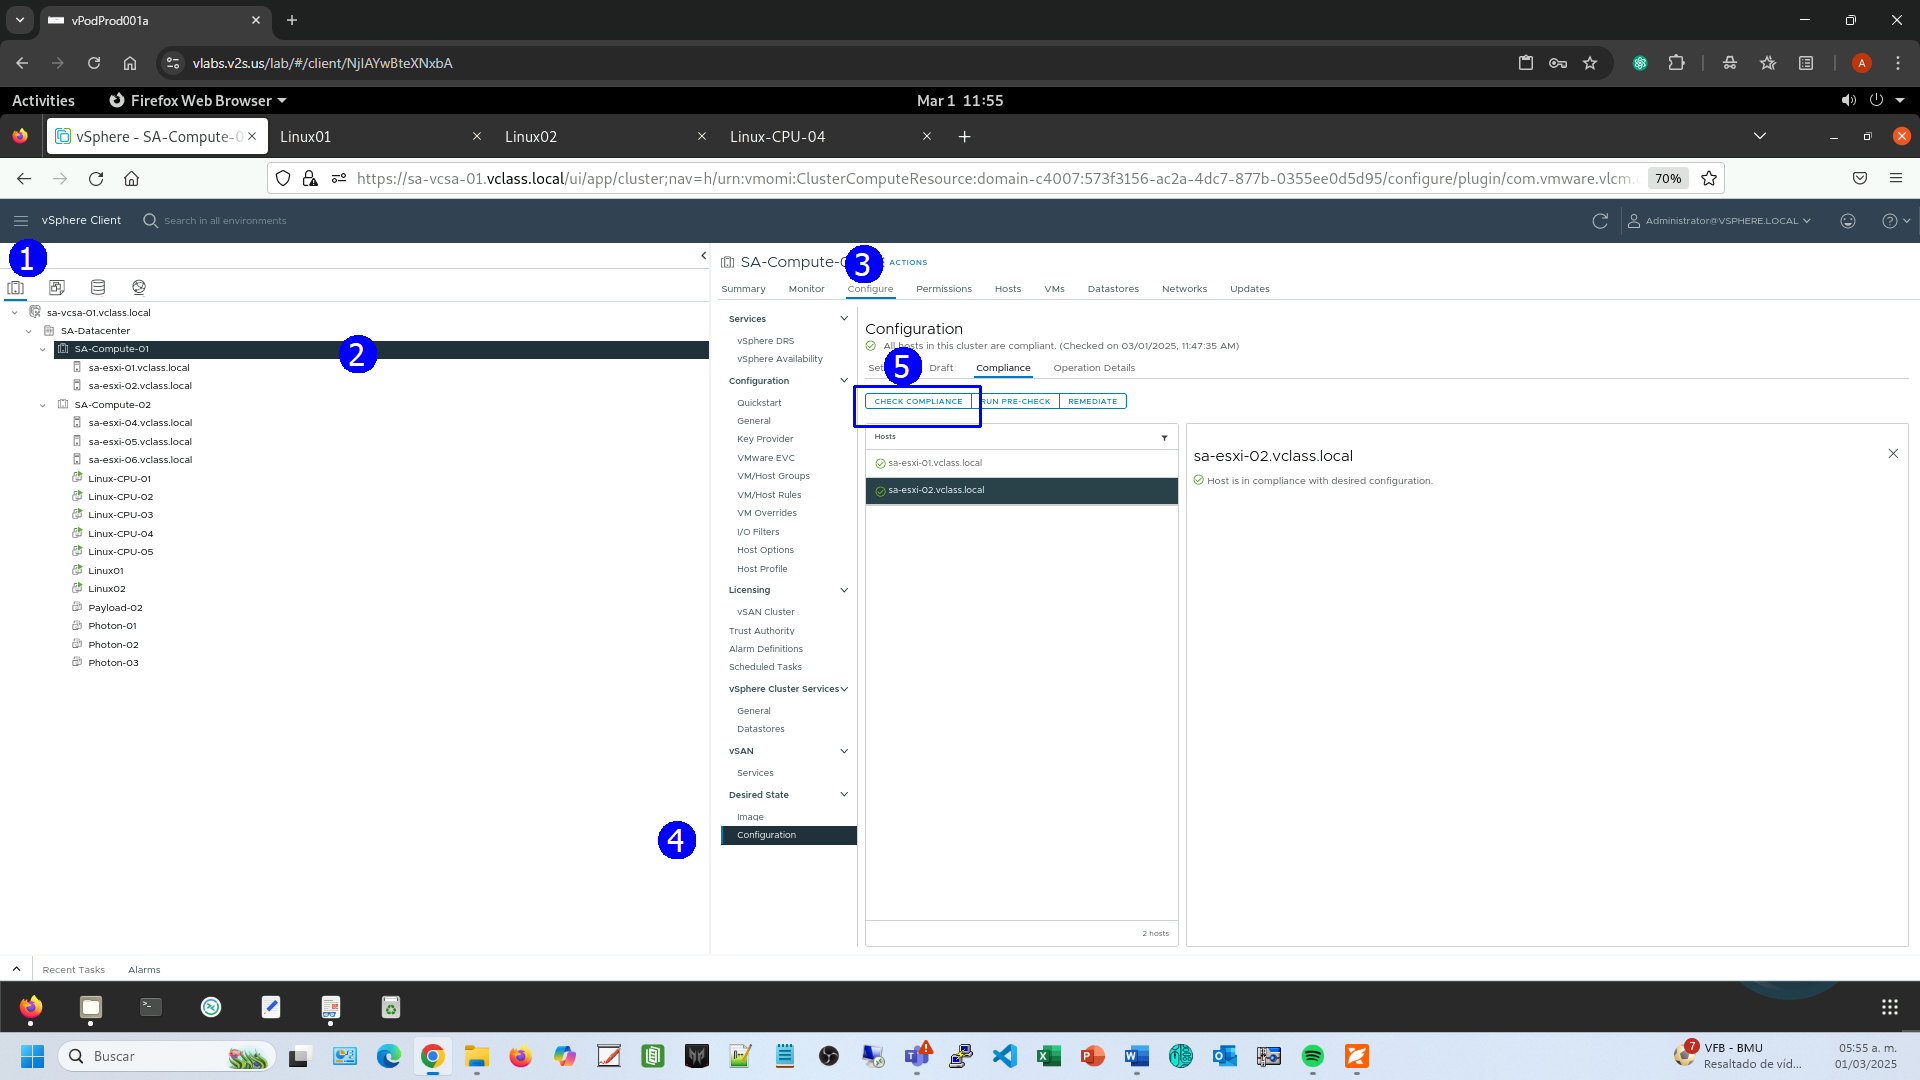 vPodProd001a
vlabs.v2s.us/lab/#/client/NjIAYwBteXNxbA
A
Activities
Firefox Web Browser
Mar 1 11:55
vSphere - SA-Compute-0
Linux01
Linux02
Linux-CPU-04
https://sa-vcsa-01.vclass.local/ui/app/cluster;nav=h/urn:vmomi:ClusterComputeResource:domain-c4007:573f3156-ac2a-4dc7-877b-0355ee0d5d95/configure/plugin/com.vmware.vlcm.
70%
vSphere Client
Search in all environments
Administrator@VSPHERE.LOCAL
1
sa-vcsa-01.vclass.local
SA-Datacenter
SA-Compute-01
2
sa-esxi-01.vclass.local
sa-esxi-02.vclass.local
SA-Compute-02
sa-esxi-04.vclass.local
sa-esxi-05.vclass.local
sa-esxi-06.vclass.local
Linux-CPU-01
Linux-CPU-02
Linux-CPU-03
Linux-CPU-04
Linux-CPU-05
Linux01
Linux02
Payload-02
Photon-01
Photon-02
Photon-03
SA-Compute-
3
ACTIONS
Summary
Monitor
Configure
Permissions
Hosts
VMs
Datastores
Networks
Updates
Services
vSphere DRS
vSphere Availability
Configuration
Quickstart
General
Key Provider
VMware EVC
VM/Host Groups
VM/Host Rules
VM Overrides
I/O Filters
Host Options
Host Profile
Licensing
vSAN Cluster
Trust Authority
Alarm Definitions
Scheduled Tasks
vSphere Cluster Services
General
Datastores
vSAN
Services
Desired State
Image
4
Configuration
Configuration
All hosts in this cluster are compliant. (Checked on 03/01/2025, 11:47:35 AM)
5
Draft
Compliance
Operation Details
CHECK COMPLIANCE
RUN PRE-CHECK
REMEDIATE
Hosts
sa-esxi-01.vclass.local
sa-esxi-02.vclass.local
2 hosts
sa-esxi-02.vclass.local
Host is in compliance with desired configuration.
Recent Tasks
Alarms
Buscar
7
VFB - BMU
Resaltado de víd...
05:55 a. m.
01/03/2025